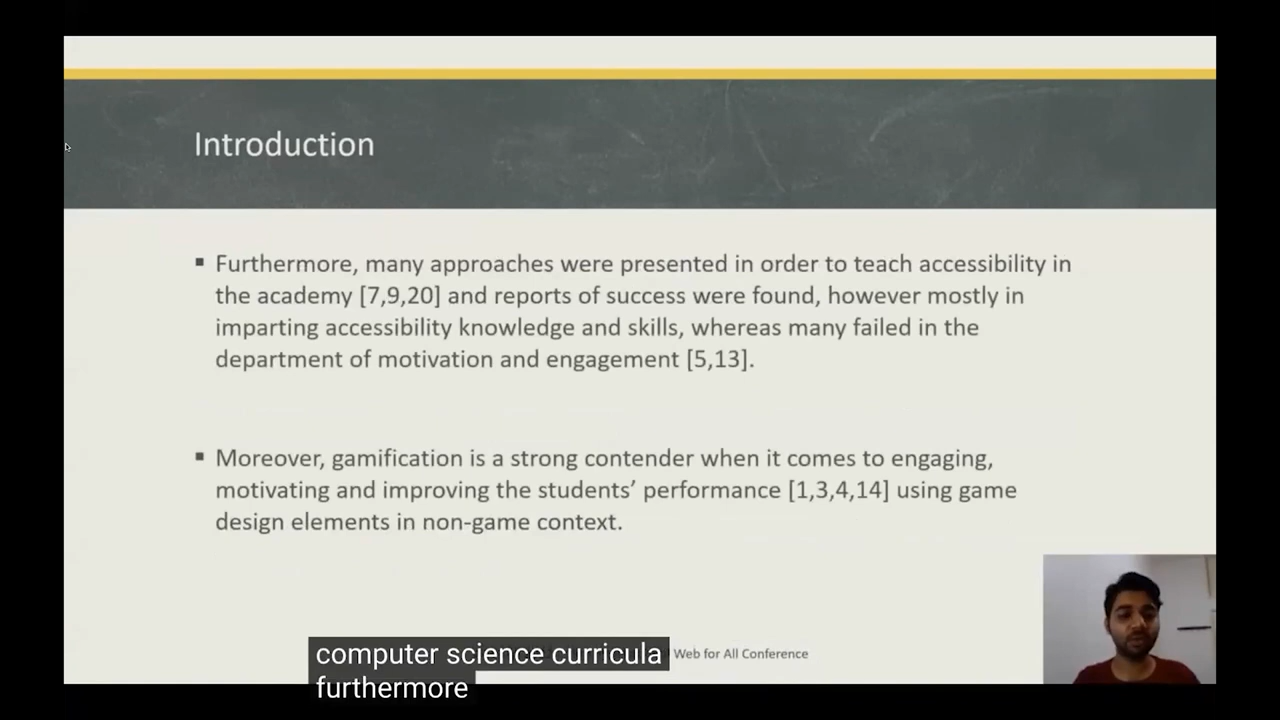 Introduction
▪ Furthermore, many approaches were presented in order to teach accessibility in
the academy [7,9,20] and reports of success were found, however mostly in
imparting accessibility knowledge and skills, whereas many failed in the
department of motivation and engagement [5,13].
▪ Moreover, gamification is a strong contender when it comes to engaging,
motivating and improving the students’ performance [1,3,4,14] using game
design elements in non-game context.
Web for All Conference
computer science curricula
furthermore